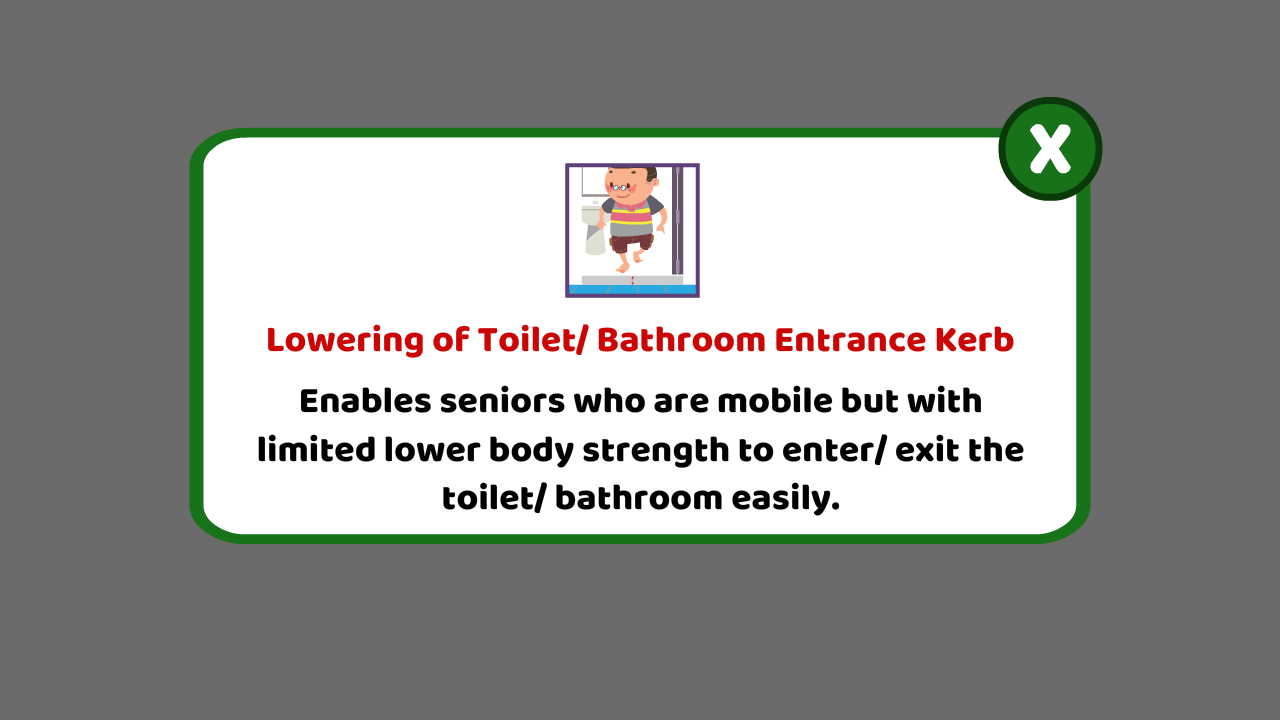 X
Lowering of Toilet/ Bathroom Entrance Kerb
Enables seniors who are mobile but with
limited lower body strength to enter/ exit the
toilet/ bathroom easily.